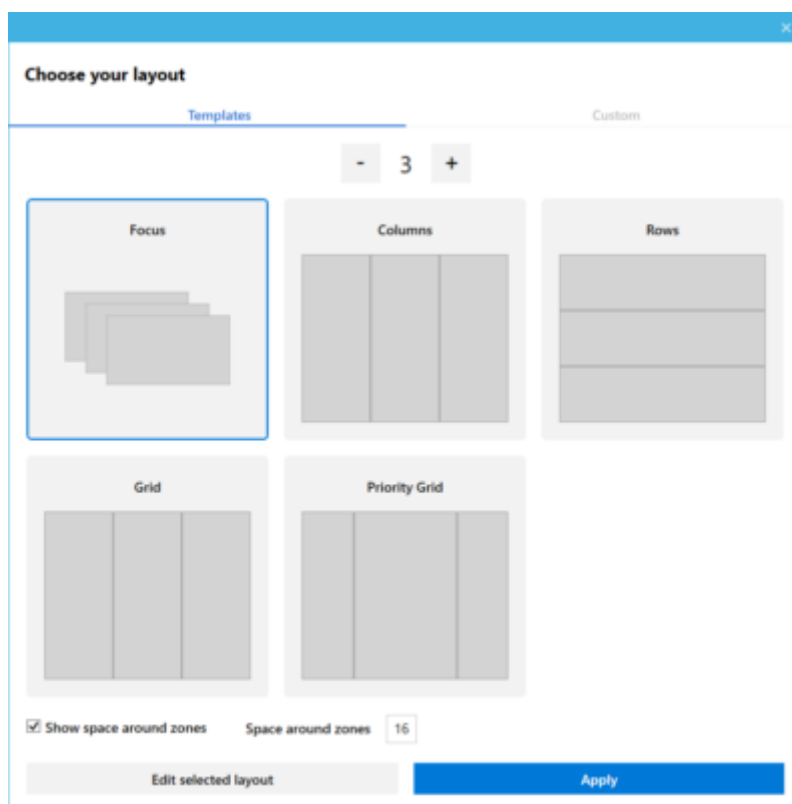 Choose your layout
Templates Custom
- 3 +
Focus Columns Rows
Grid Priority Grid
Show space around zones Space around zones 16
Edit selected layout Apply